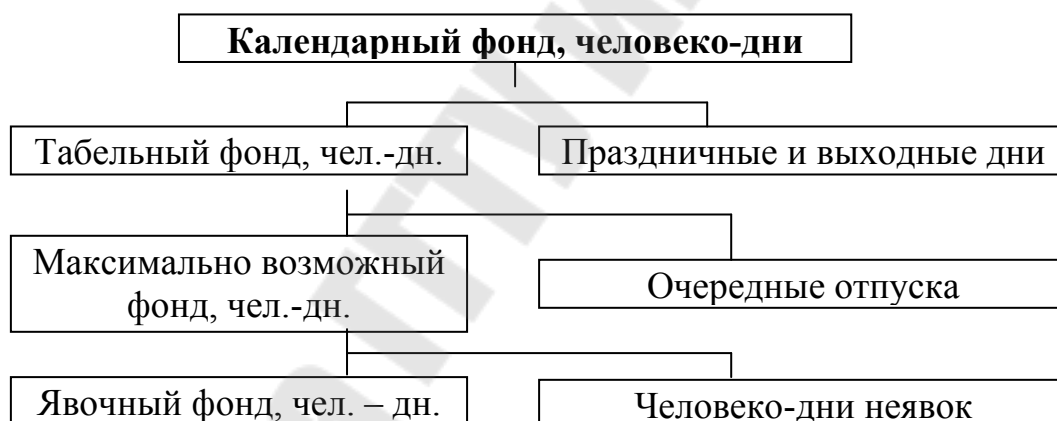 Календарный фонд, человеко-дни
Табельный фонд, чел.-дн.
Праздничные и выходные дни
Максимально возможный
фонд, чел.-дн.
Очередные отпуска
Явочный фонд, чел. – дн.
Человеко-дни неявок